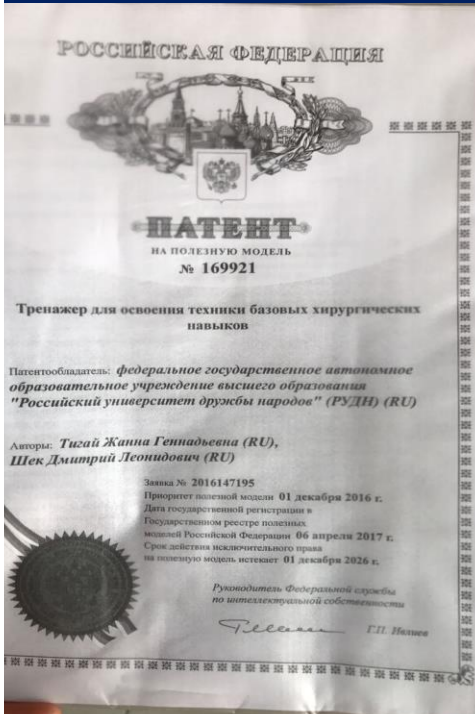 РОССИЙСКАЯ ФЕДЕРАЦИЯ
ПАТЕНТ
НА ПОЛЕЗНУЮ МОДЕЛЬ
№ 169921
Тренажер для освоения техники базовых хирургических
навыков
Патентообладатель: федеральное государственное автономное
образовательное учреждение высшего образования
"Российский университет дружбы народов" (РУДН) (RU)
Авторы: Тигай Жанна Геннадьевна (RU),
Шек Дмитрий Леонидович (RU)
Заявка № 2016147195
Приоритет полезной модели 01 декабря 2016 г.
Дата государственной регистрации в
Государственном реестре полезных
моделей Российской Федерации 06 апреля 2017 г.
Срок действия исключительного права
на полезную модель истекает 01 декабря 2026 г.
Руководитель Федеральной службы
по интеллектуальной собственности
Г.П. Ивлиев